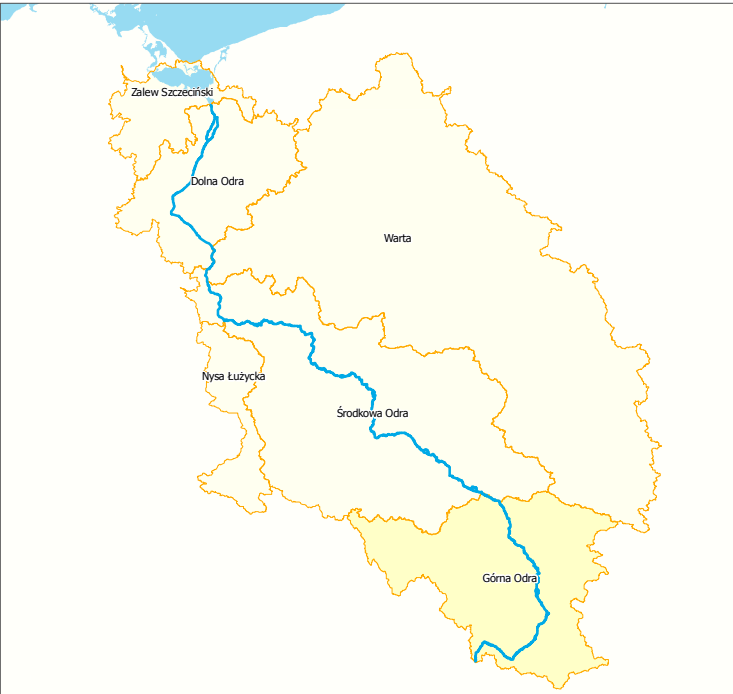 Zalew Szczeciński
Dolna Odra
Warta
Nysa Łużycka
Środkowa Odra
Górna Odra